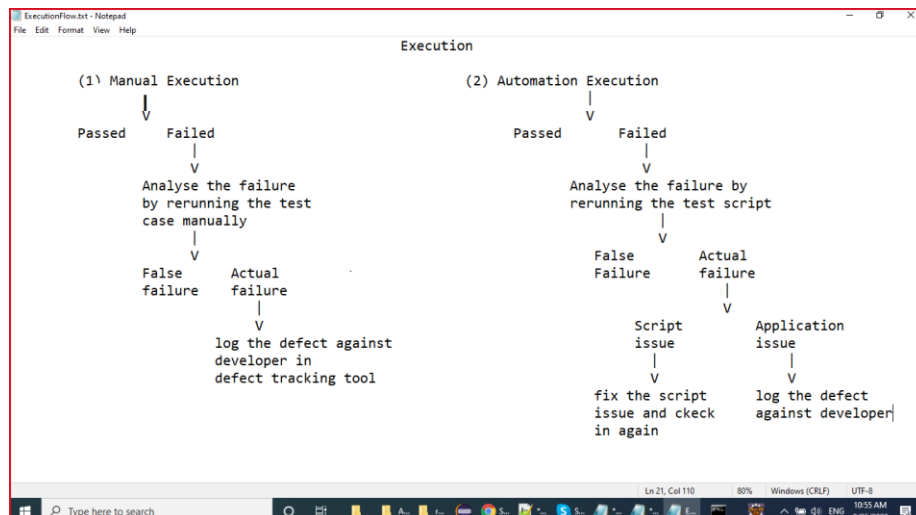 ExecutionFlow.txt - Notepad
File Edit Format View Help
Execution
(1) Manual Execution
Passed Failed
Analyse the failure
by rerunning the test
case manually
False Actual
failure failure
log the defect against
developer in
defect tracking tool
(2) Automation Execution
Passed Failed
Analyse the failure by
rerunning the test script
False Actual
Failure failure
Script Application
issue issue
fix the script log the defect
issue and ckeck against developer
in again
Ln 21, Col 110 80% Windows (CRLF) UTF-8
Type here to search
ENG
10:55 AM